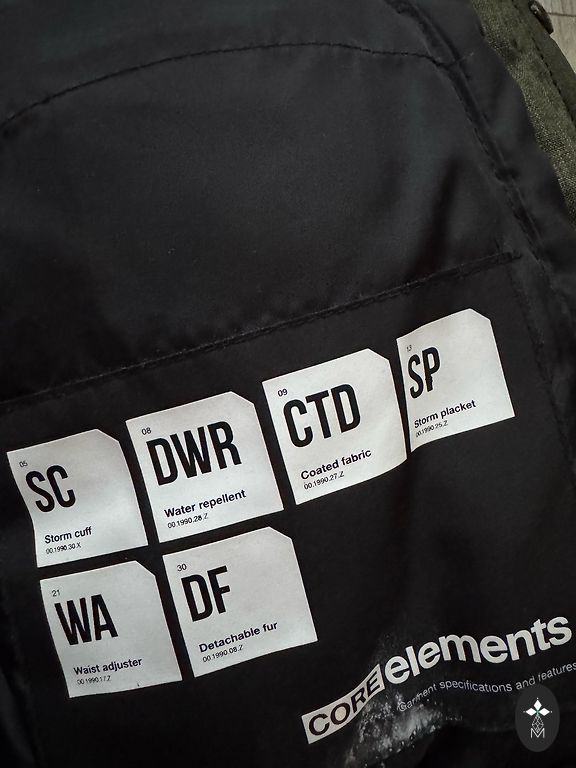 05
SC
Storm cuff
00.1990.30.X
08
DWR
Water repellent
00.1990.28.Z
09
CTD
Coated fabric
00.1990.27.Z
13
SP
Storm placket
00.1990.25.Z
21
WA
Waist adjuster
00.1990.17.Z
30
DF
Detachable fur
00.1990.08.Z
CORE elements
Garment specifications and features
M